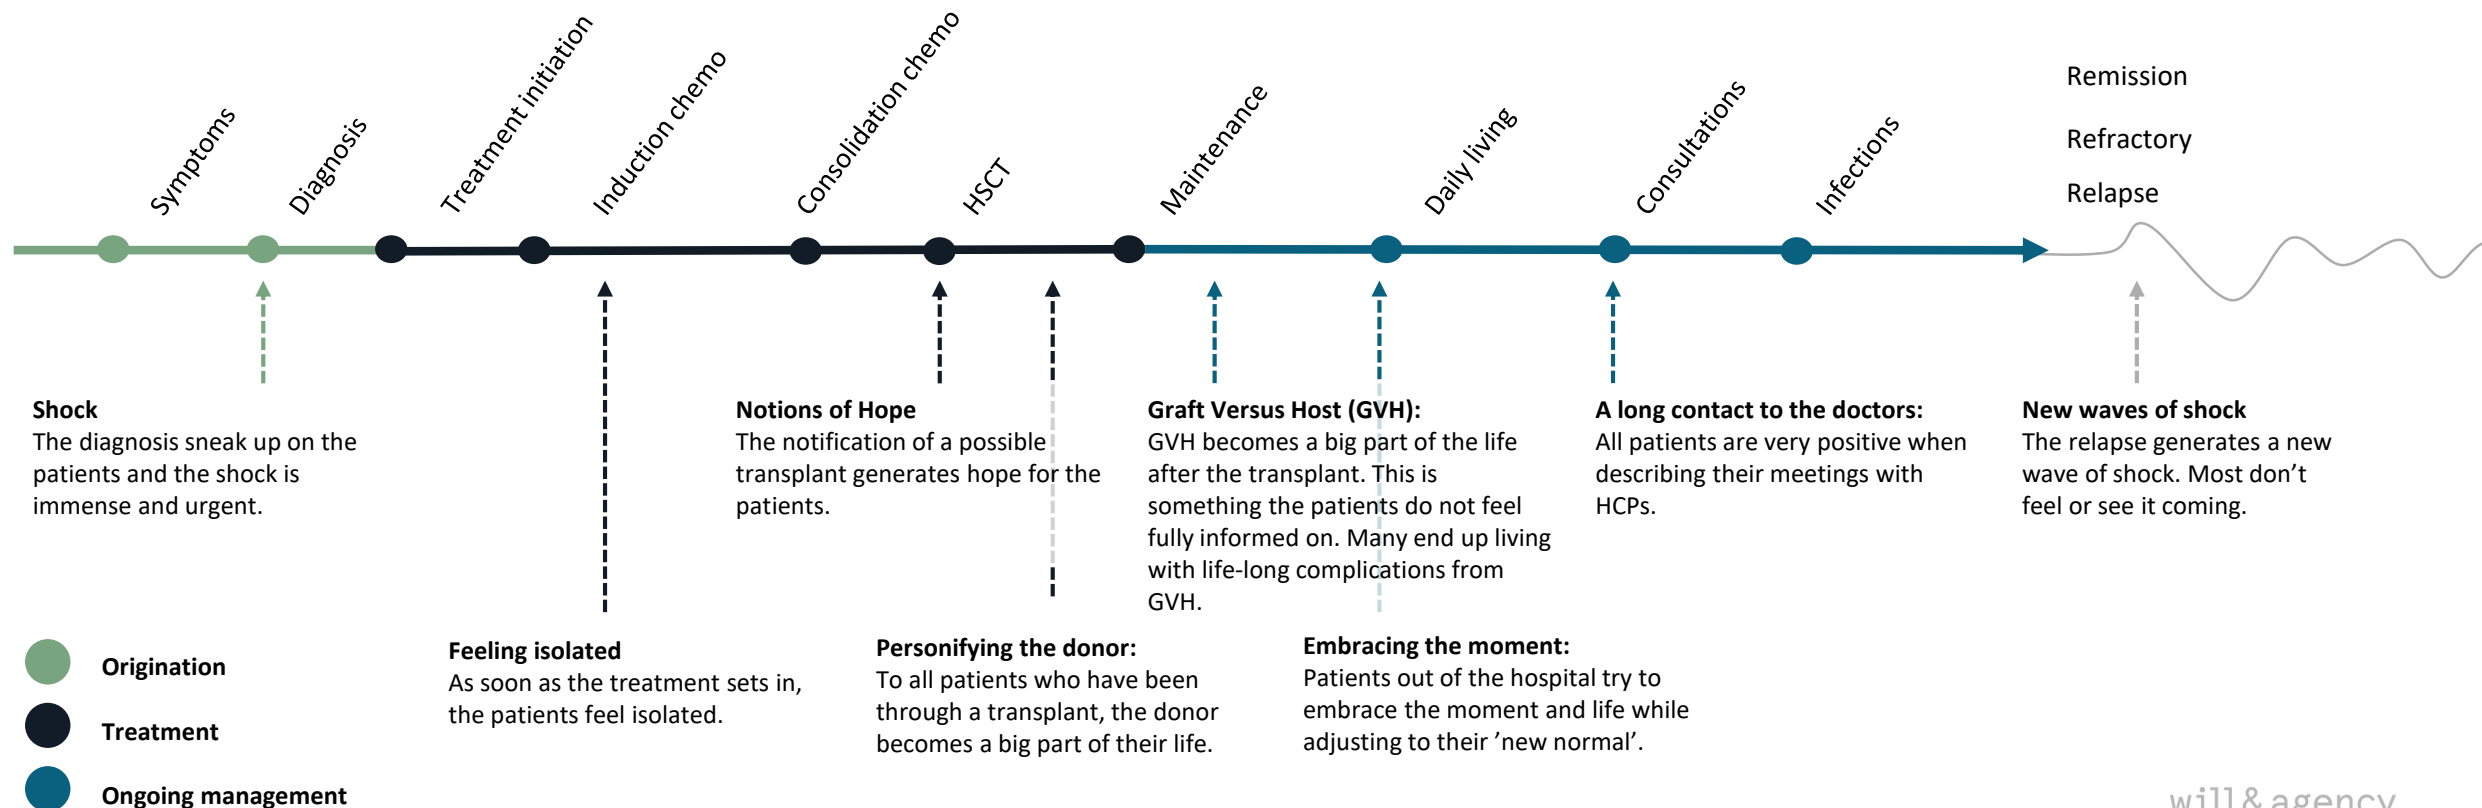 Symptoms
Diagnosis
Treatment initiation
Induction chemo
Consolidation chemo
HSCT
Maintenance
Daily living
Consultations
Infections
Remission
Refractory
Relapse
Shock
The diagnosis sneak up on the
patients and the shock is
immense and urgent.
Notions of Hope
The notification of a possible
transplant generates hope for the
patients.
Graft Versus Host (GVH):
GVH becomes a big part of the life
after the transplant. This is
something the patients do not feel
fully informed on. Many end up living
with life-long complications from
GVH.
A long contact to the doctors:
All patients are very positive when
describing their meetings with
HCPs.
New waves of shock
The relapse generates a new
wave of shock. Most don’t
feel or see it coming.
Feeling isolated
As soon as the treatment sets in,
the patients feel isolated.
Personifying the donor:
To all patients who have been
through a transplant, the donor
becomes a big part of their life.
Embracing the moment:
Patients out of the hospital try to
embrace the moment and life while
adjusting to their ’new normal’.
Origination
Treatment
Ongoing management
will & agency